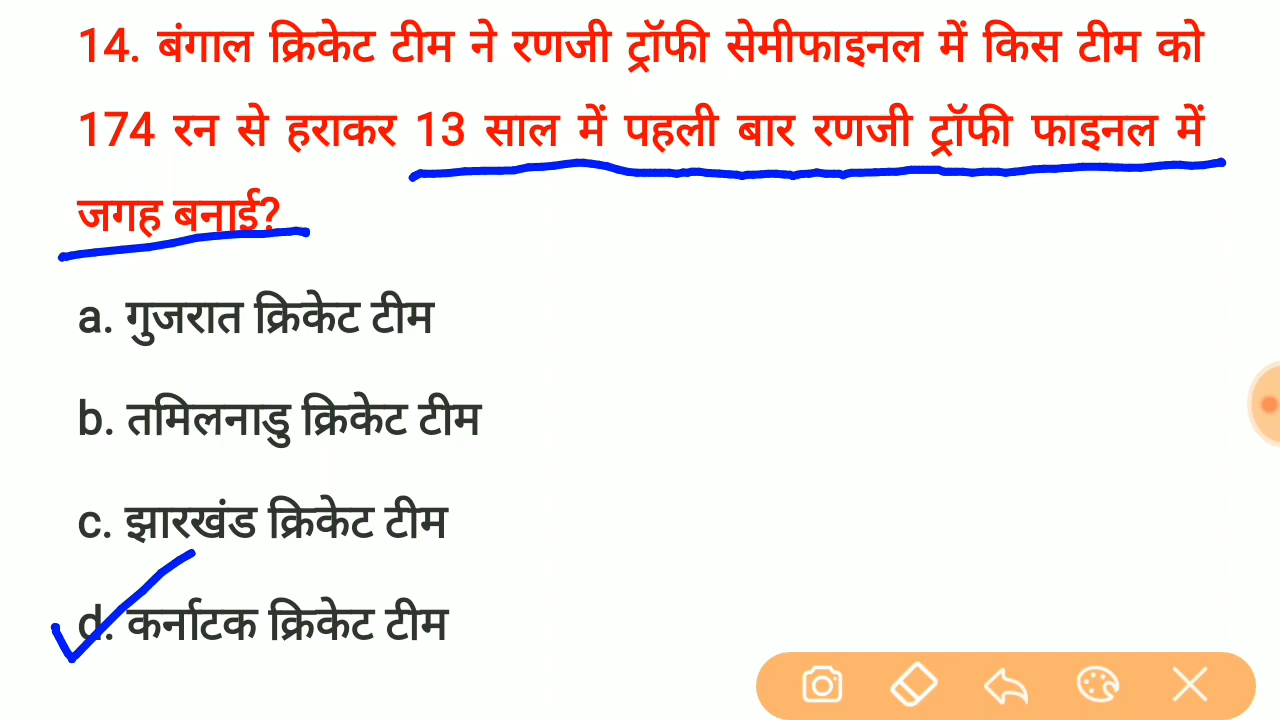 14. बंगाल क्रिकेट टीम ने रणजी ट्रॉफी सेमीफाइनल में किस टीम को
174 रन से हराकर 13 साल में पहली बार रणजी ट्रॉफी फाइनल में
जगह बनाई?
a. गुजरात क्रिकेट टीम
b. तमिलनाडु क्रिकेट टीम
c. झारखंड क्रिकेट टीम
d. कर्नाटक क्रिकेट टीम